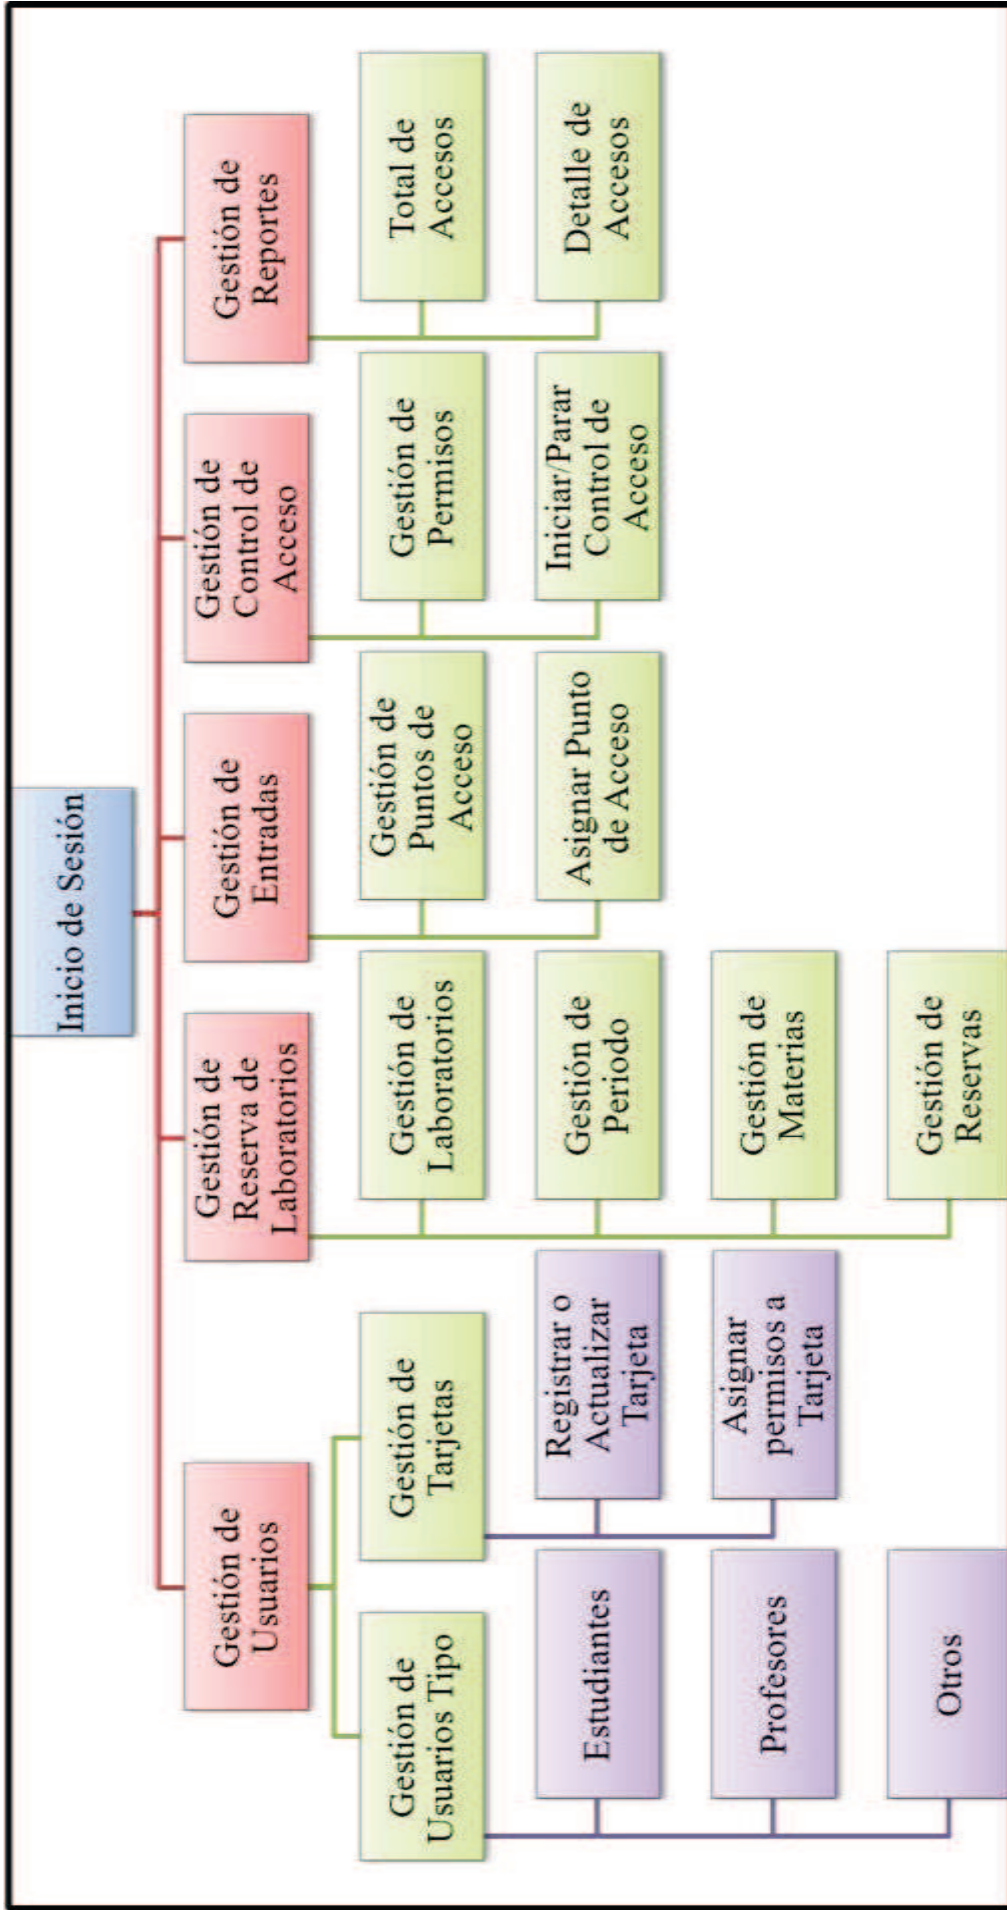 Inicio de Sesión
Gestión de
Usuarios
Gestión de
Reserva de
Laboratorios
Gestión de
Entradas
Gestión de
Control de
Acceso
Gestión de
Reportes
Gestión de
Usuarios Tipo
Gestión de
Tarjetas
Gestión de
Laboratorios
Gestión de
Puntos de
Acceso
Gestión de
Permisos
Total de
Accesos
Estudiantes
Registrar o
Actualizar
Tarjeta
Gestión de
Periodo
Asignar Punto
de Acceso
Iniciar/Parar
Control de
Acceso
Detalle de
Accesos
Profesores
Asignar
permisos a
Tarjeta
Gestión de
Materias
Otros
Gestión de
Reservas